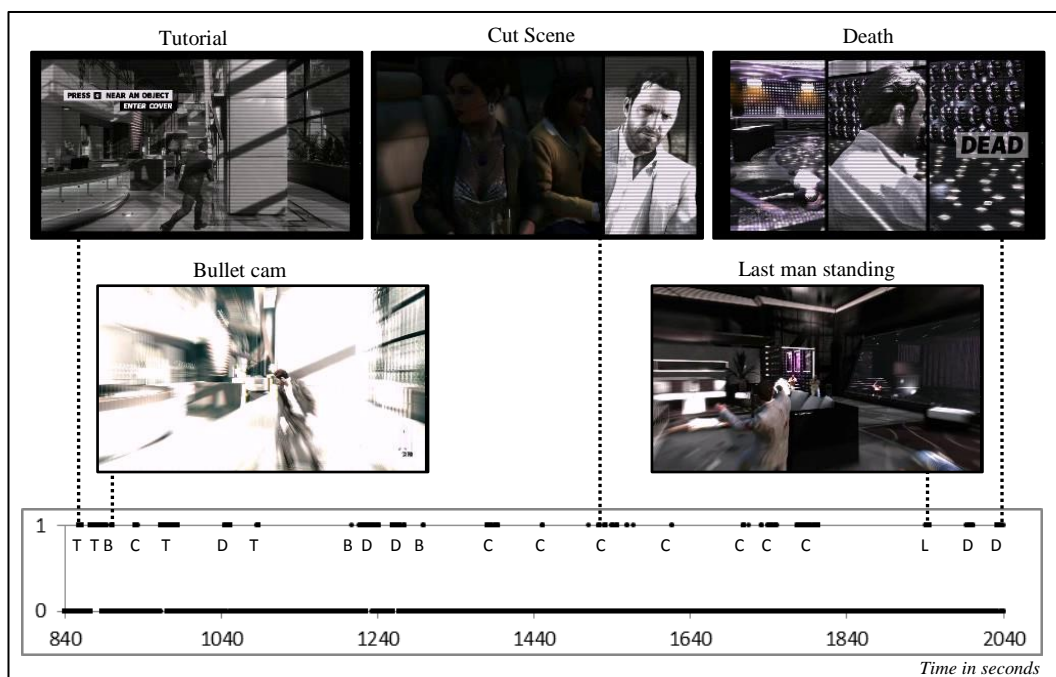 Tutorial
Cut Scene
Death
PRESS NEAR AN OBJECT
ENTER COVER
DEAD
Bullet cam
Last man standing
1
T T B C T D T B D D B C C C C C C C L D D
0
840 1040 1240 1440 1640 1840 2040
Time in seconds